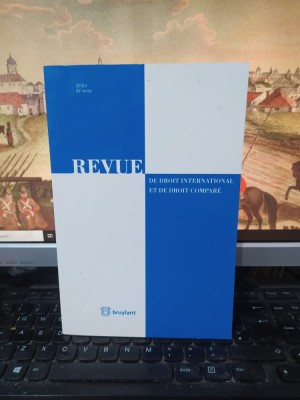 REVUE
DE DROIT INTERNATIONAL
ET DE DROIT COMPARÉ
bruylant